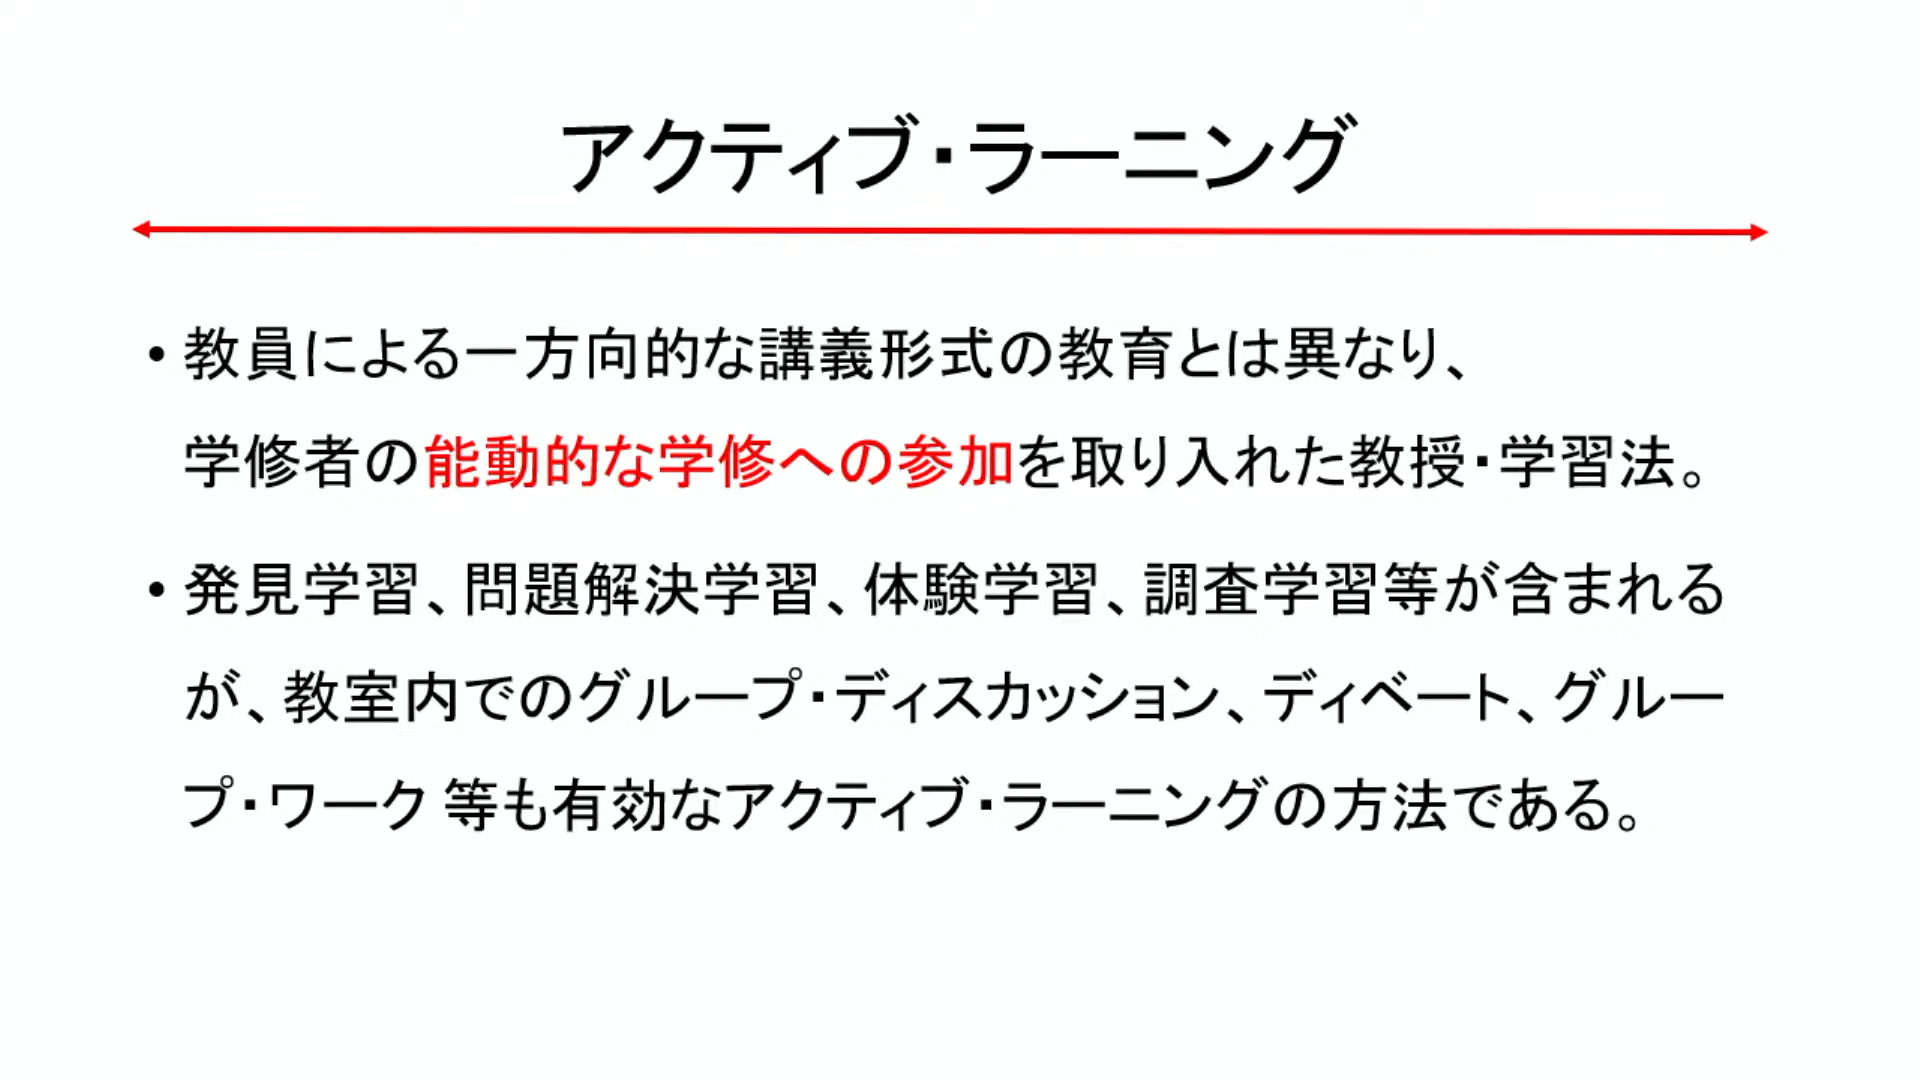 アクティブ・ラーニング
• 教員による一方向的な講義形式の教育とは異なり、
学修者の能動的な学修への参加を取り入れた教授・学習法。
• 発見学習、問題解決学習、体験学習、調査学習等が含まれる
が、教室内でのグループ・ディスカッション、ディベート、グルー
プ・ワーク 等も有効なアクティブ・ラーニングの方法である。